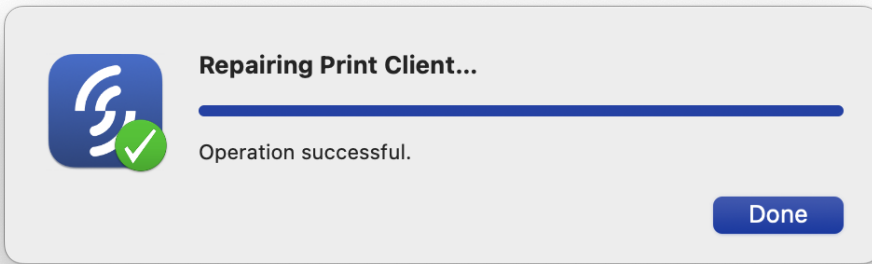 Repairing Print Client...
Operation successful.
Done